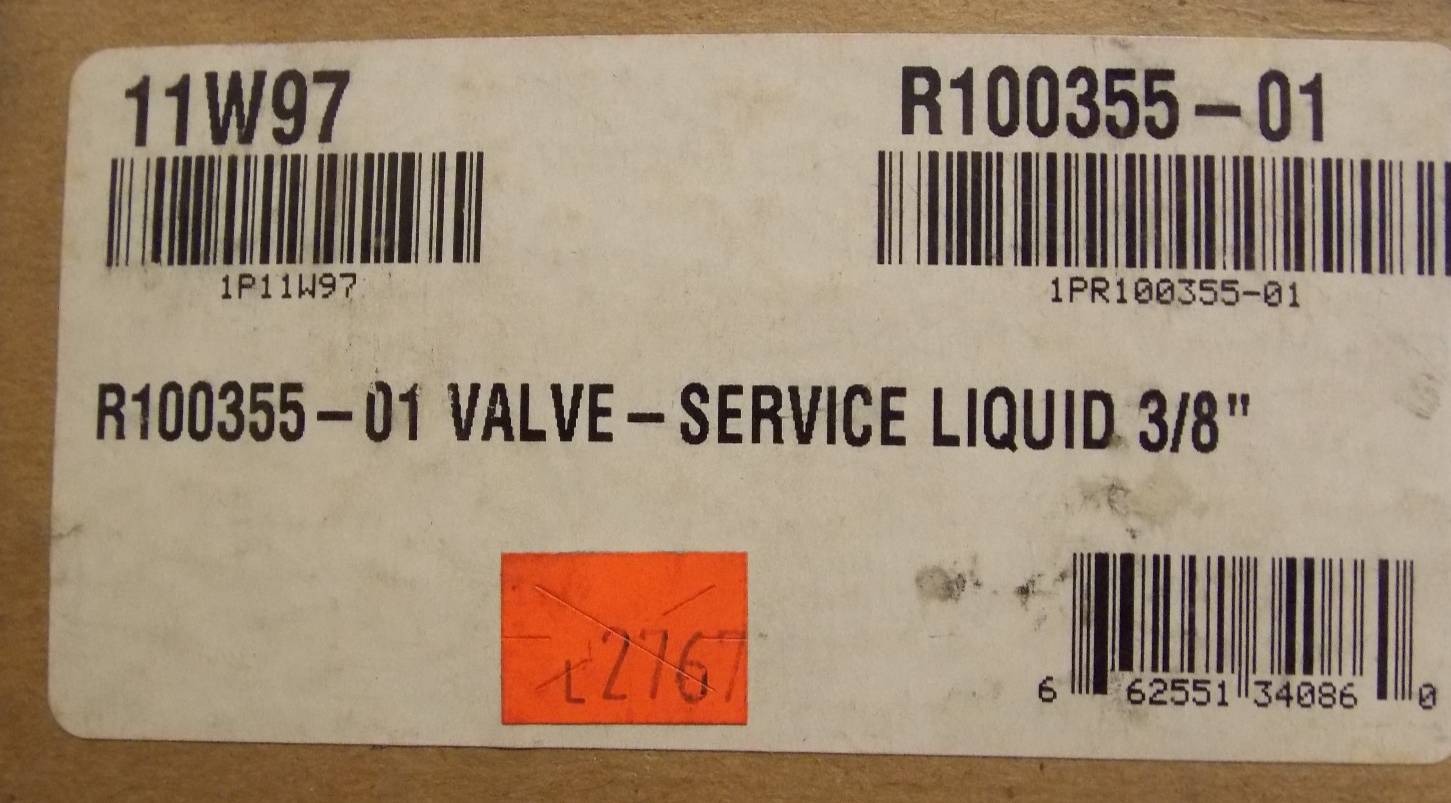 11W97
R100355-01
1P11W97
1PR100355-01
R100355-01 VALVE-SERVICE LIQUID 3/8"
L2767
6 62551 34086 0